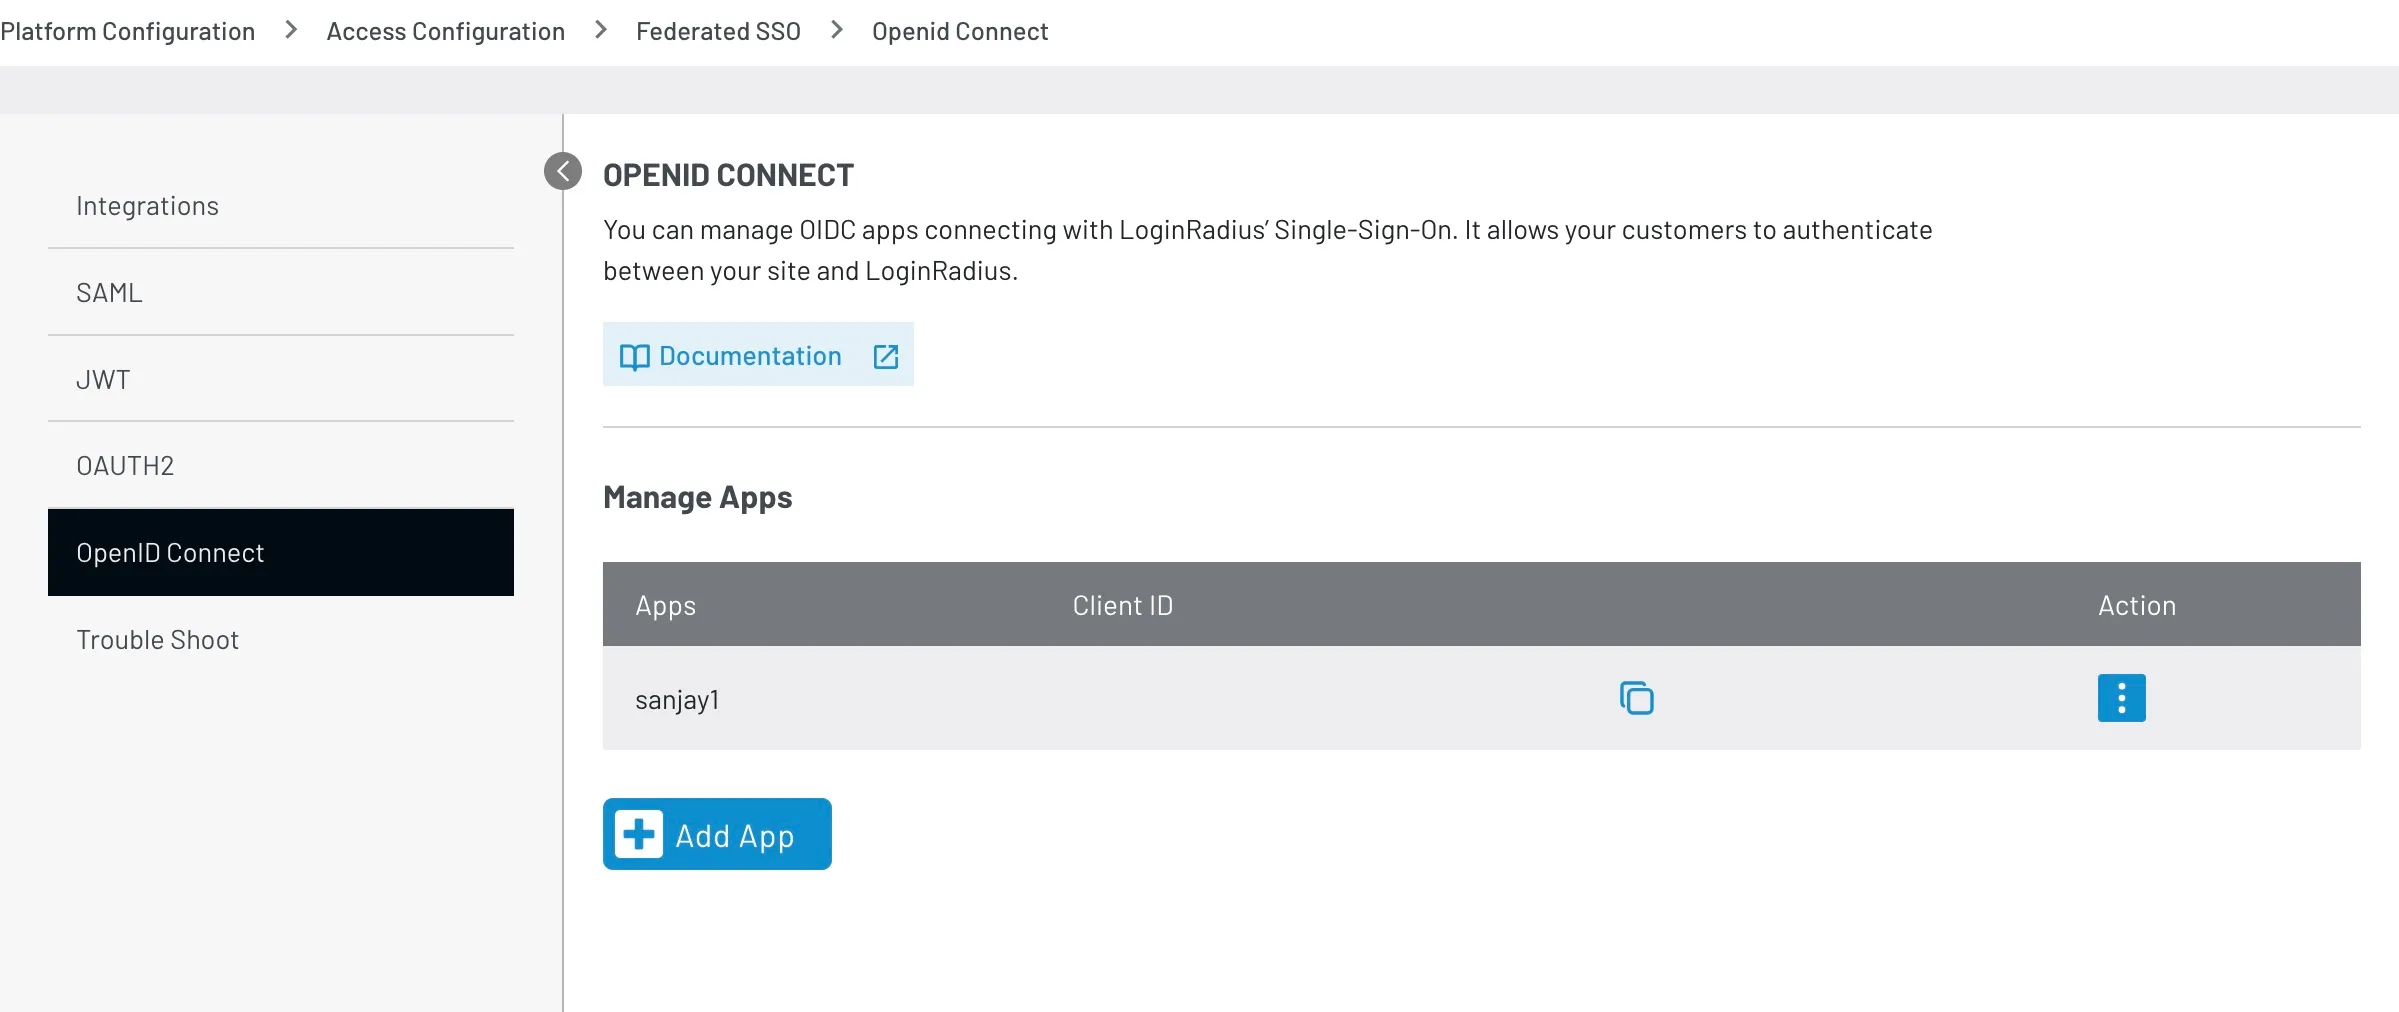 Platform Configuration > Access Configuration > Federated SSO > Openid Connect
Integrations
SAML
JWT
OAUTH2
OpenID Connect
Trouble Shoot
OPENID CONNECT
You can manage OIDC apps connecting with LoginRadius’ Single-Sign-On. It allows your customers to authenticate
between your site and LoginRadius.
Documentation
Manage Apps
Apps Client ID Action
sanjay1
Add App